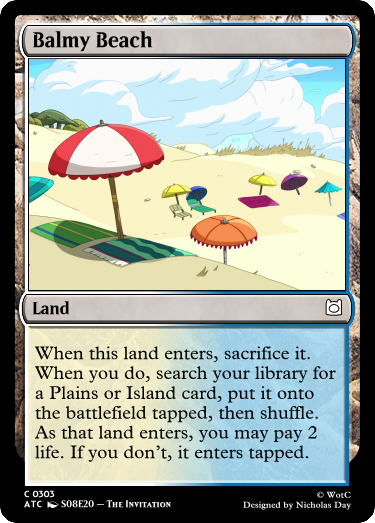 Balmy Beach
Land
When this land enters, sacrifice it.
When you do, search your library for
a Plains or Island card, put it onto
the battlefield tapped, then shuffle.
As that land enters, you may pay 2
life. If you don't, it enters tapped.
C 0303
ATC S08E20 – The Invitation
© WotC
Designed by Nicholas Day